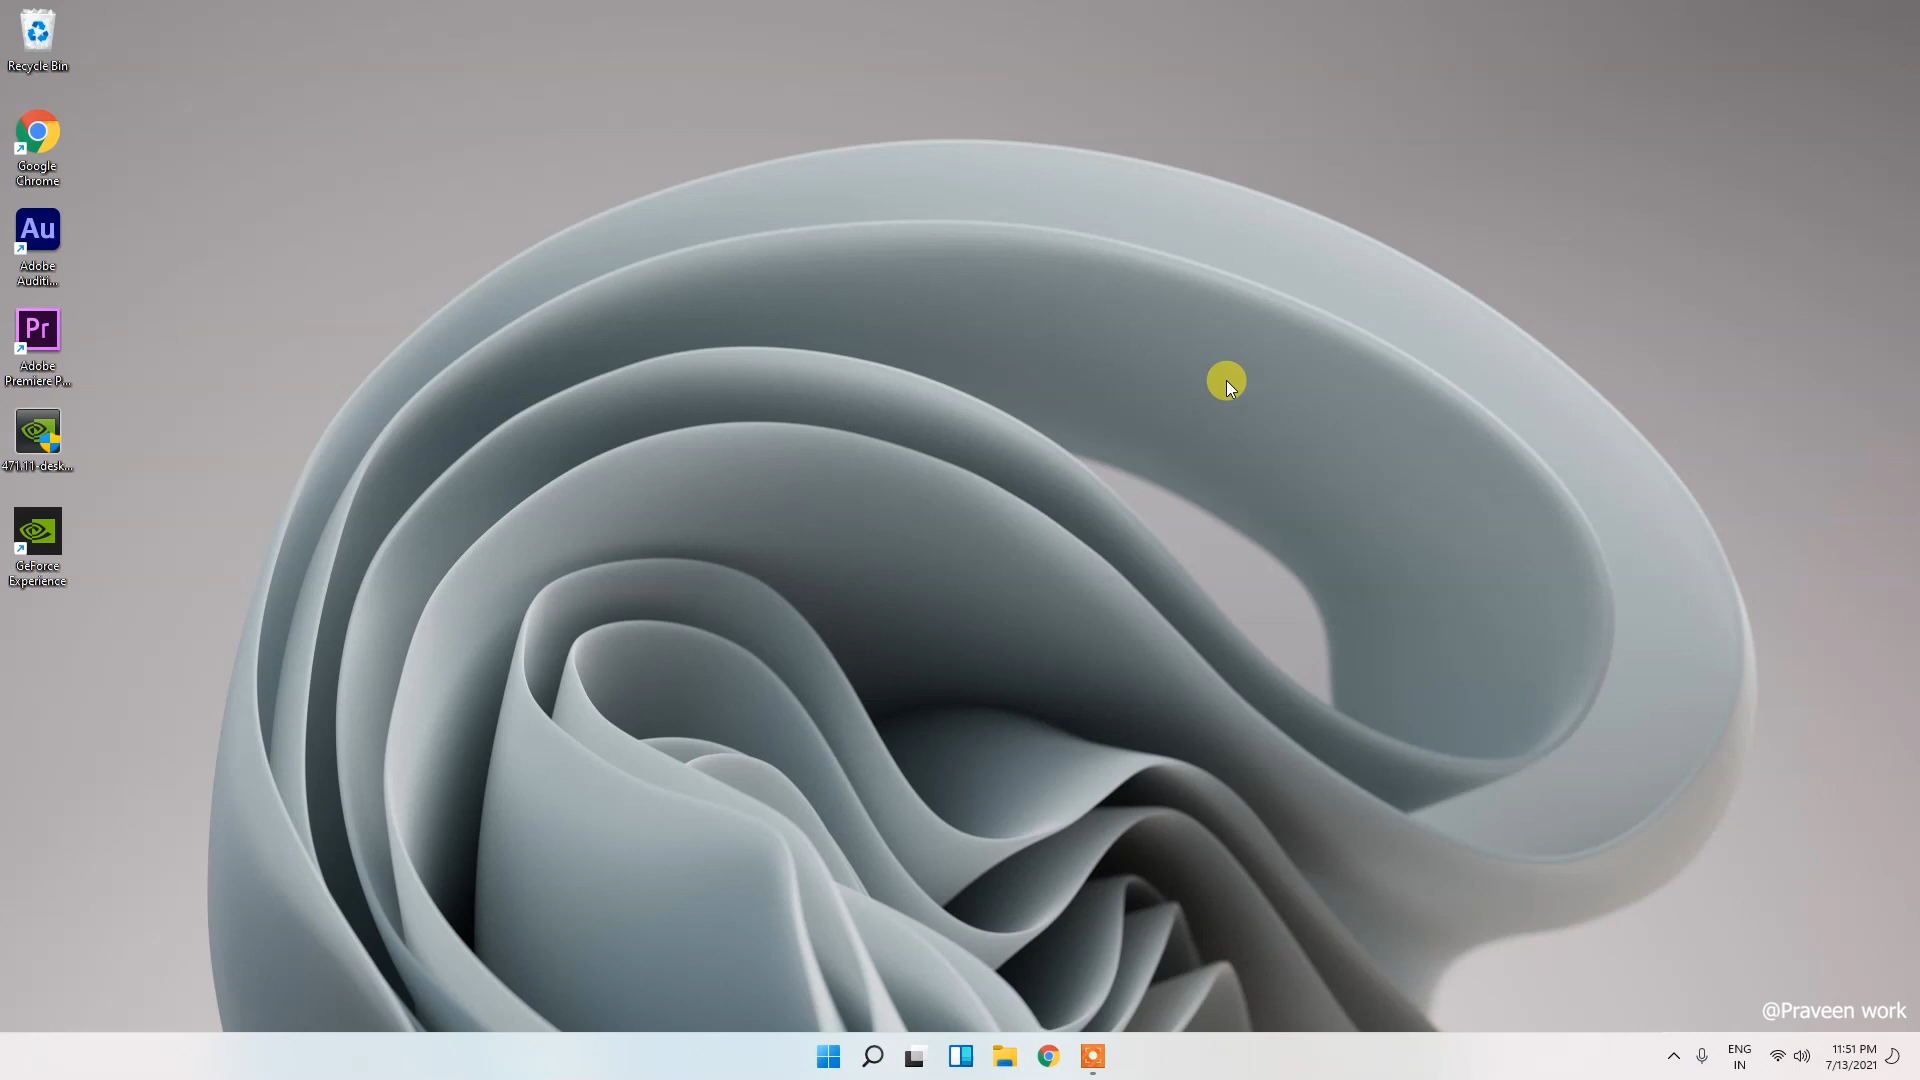 Recycle Bin
Google
Chrome
Au
Adobe
Auditi...
Pr
Adobe
Premiere P...
471.11-desk...
GeForce
Experience
@Praveen work
ENG
IN
11:51 PM
7/13/2021